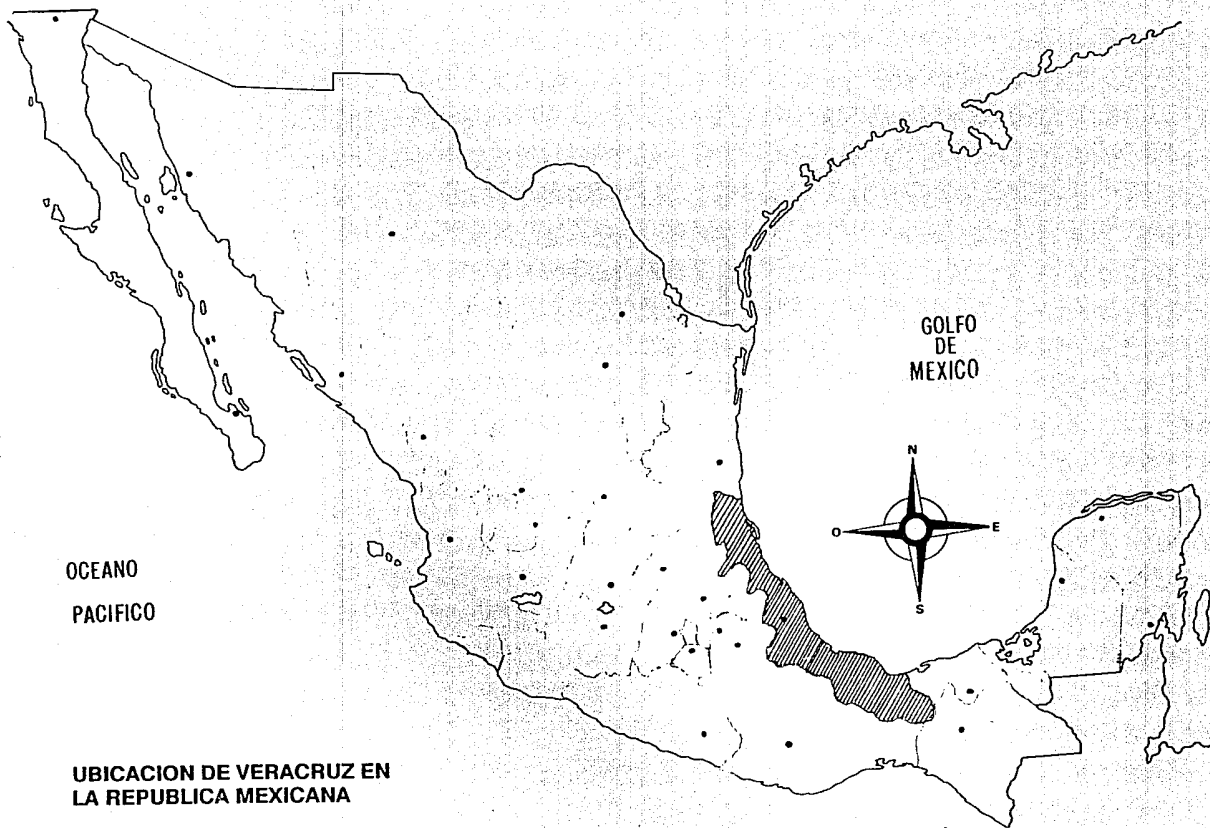 GOLFO
DE
MEXICO
N
O
E
S
OCEANO
PACIFICO
UBICACION DE VERACRUZ EN
LA REPUBLICA MEXICANA